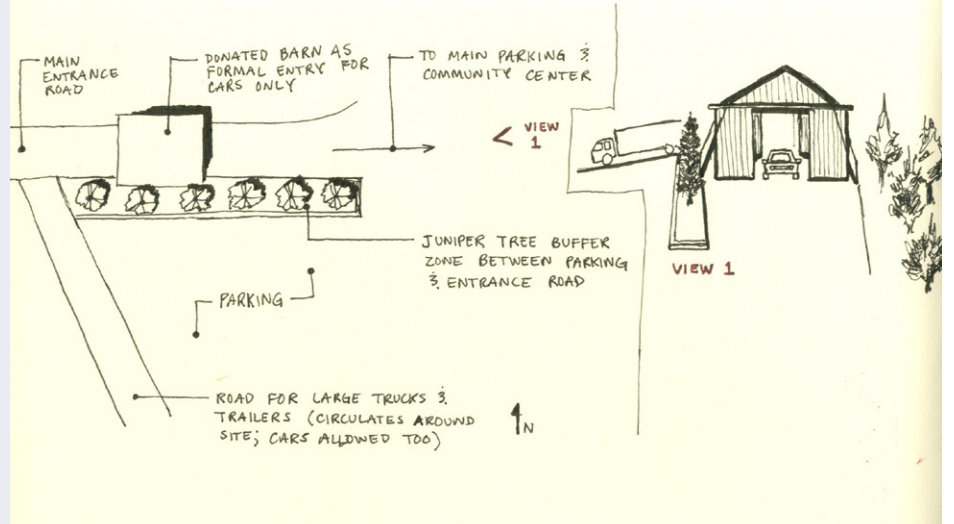 MAIN
ENTRANCE
ROAD
DONATED BARN AS
FORMAL ENTRY FOR
CARS ONLY
TO MAIN PARKING &
COMMUNITY CENTER
VIEW
1
JUNIPER TREE BUFFER
ZONE BETWEEN PARKING
& ENTRANCE ROAD
VIEW 1
PARKING
ROAD FOR LARGE TRUCKS &
TRAILERS (CIRCULATES AROUND
SITE; CARS ALLOWED TOO)
N